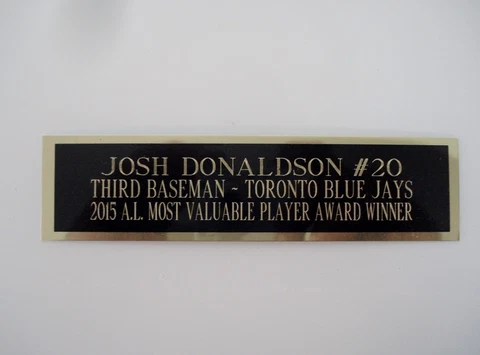 JOSH DONALDSON #20
THIRD BASEMAN ~ TORONTO BLUE JAYS
2015 A.L. MOST VALUABLE PLAYER AWARD WINNER